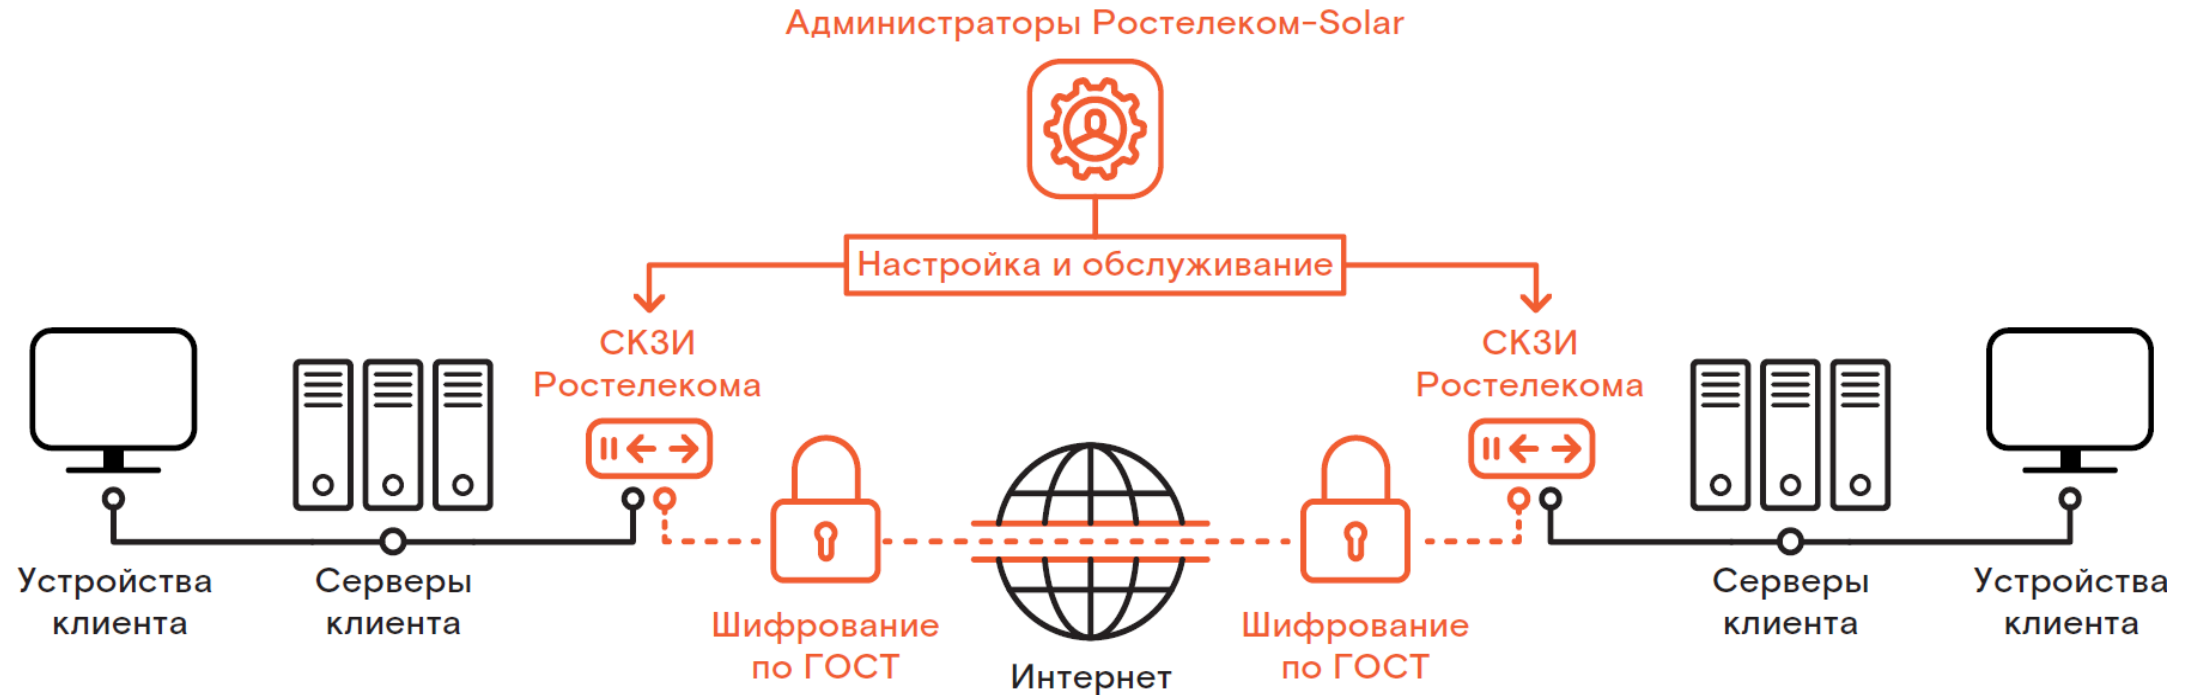 Администраторы Ростелеком-Solar
Настройка и обслуживание
СКЗИ
Ростелекома
СКЗИ
Ростелекома
Устройства
клиента
Серверы
клиента
Шифрование
по ГОСТ
Интернет
Шифрование
по ГОСТ
Серверы
клиента
Устройства
клиента